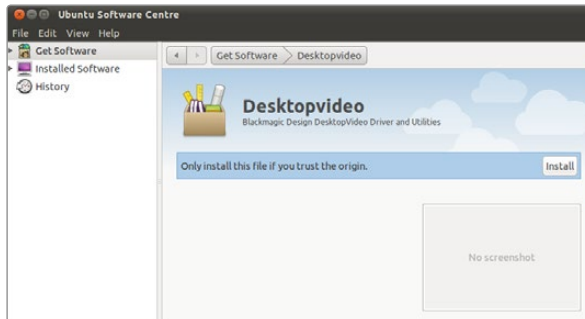 Ubuntu Software Centre
File Edit View Help
Get Software
Installed Software
History
Get Software
Desktopvideo
Desktopvideo
Blackmagic Design DesktopVideo Driver and Utilities
Only install this file if you trust the origin.
Install
No screenshot